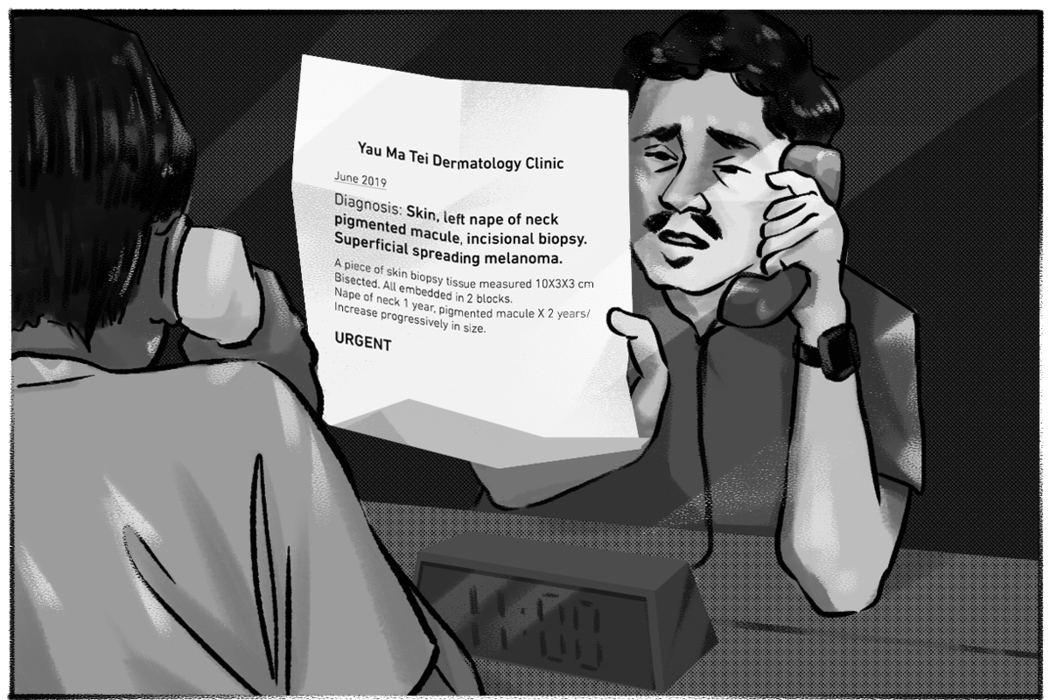 Yau Ma Tei Dermatology Clinic
June 2019
Diagnosis: Skin, left nape of neck
pigmented macule, incisional biopsy.
Superficial spreading melanoma.
A piece of skin biopsy tissue measured 10X3X3 cm
Bisected. All embedded in 2 blocks.
Nape of neck 1 year, pigmented macule X 2 years/
Increase progressively in size.
URGENT